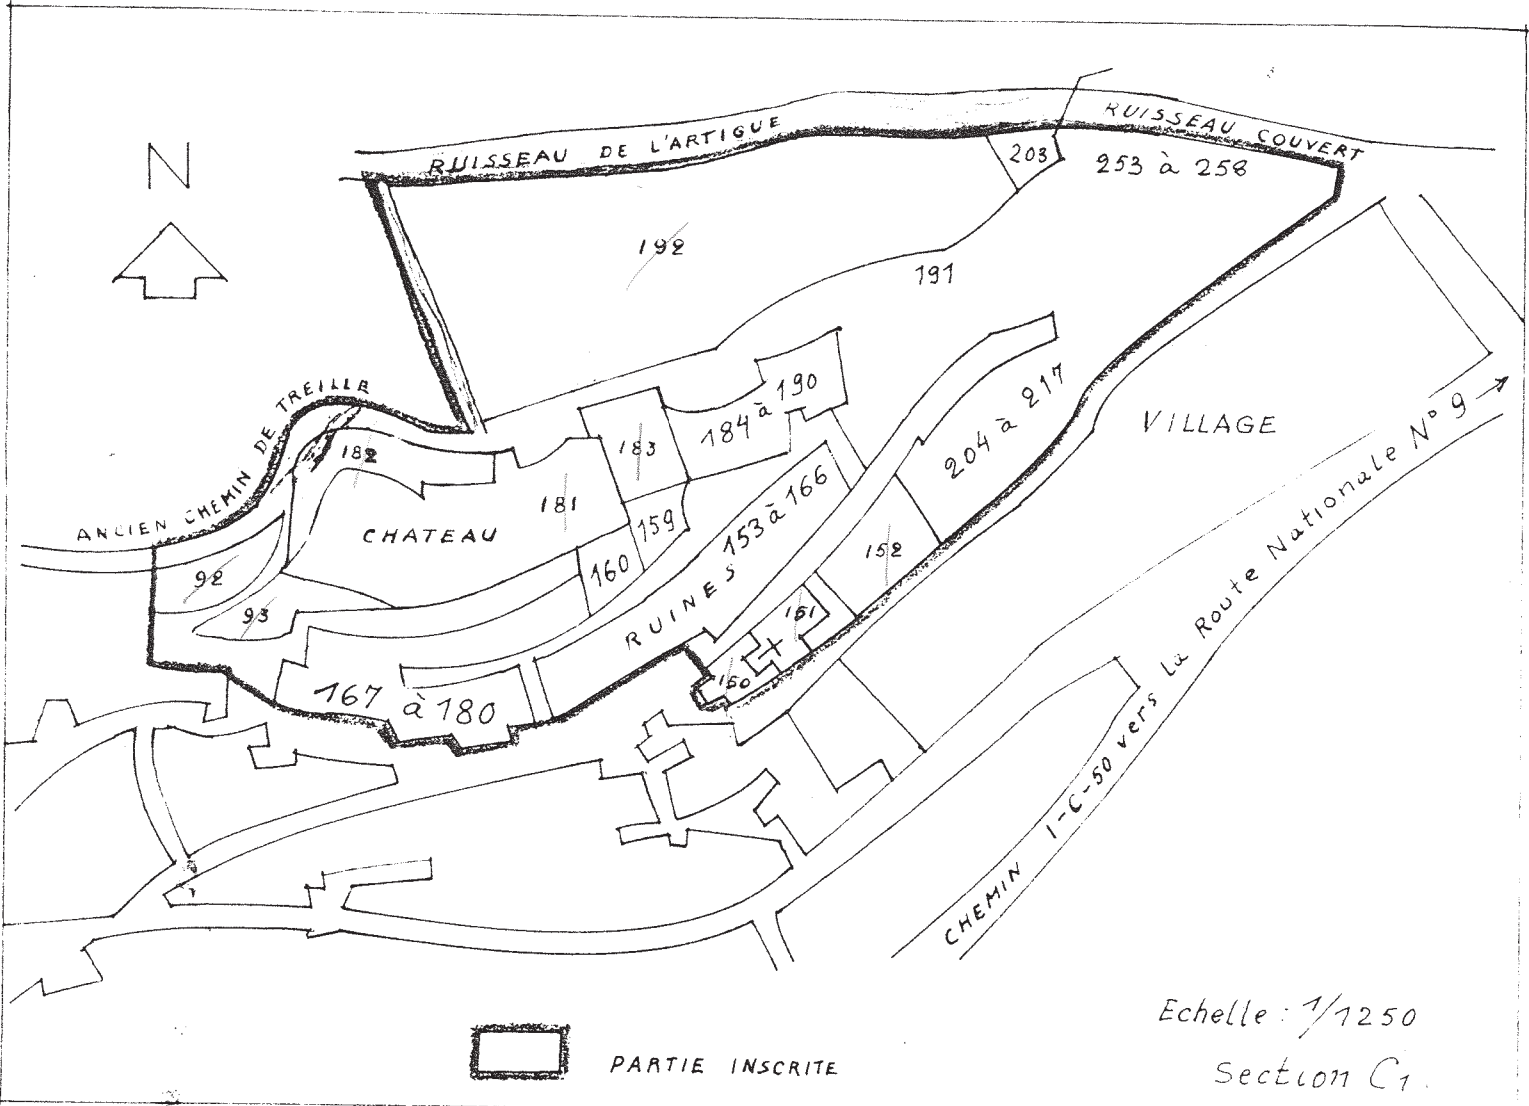 RUISSEAU DE L'ARTIGUE
RUISSEAU COUVERT
N
203
253 à 258
192
191
ANCIEN CHEMIN DE TREILLE
182
183
184 à 190
204 à 217
VILLAGE
181
CHATEAU
159
160
153 à 166
RUINES
152
92
93
151
150
167 à 180
CHEMIN I-C-50 vers la Route Nationale N° 9
Echelle : 1/1250
Section C1.
PARTIE INSCRITE